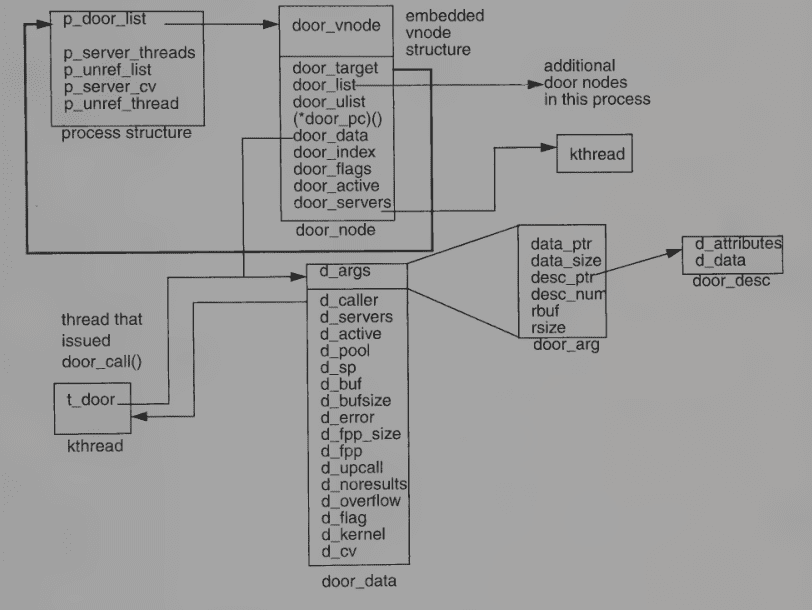 p_door_list
p_server_threads
p_unref_list
p_server_cv
p_unref_thread
process structure
door_vnode
embedded
vnode
structure
door_target
door_list
door_ulist
(*door_pc)()
door_data
door_index
door_flags
door_active
door_servers
door_node
additional
door nodes
in this process
kthread
d_args
d_caller
d_servers
d_active
d_pool
d_sp
d_buf
d_bufsize
d_error
d_fpp_size
d_fpp
d_upcall
d_noresults
d_overflow
d_flag
d_kernel
d_cv
door_data
data_ptr
data_size
desc_ptr
desc_num
rbuf
rsize
door_arg
d_attributes
d_data
door_desc
thread that
issued
door_call()
t_door
kthread